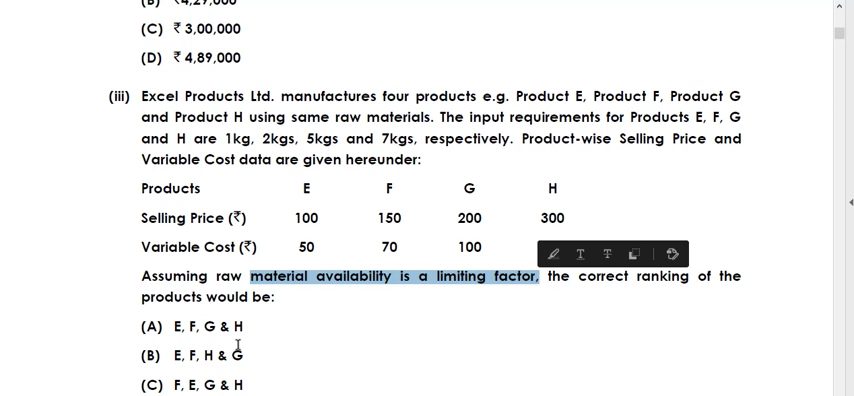 (B) ₹4,29,000
(C) ₹ 3,00,000
(D) ₹ 4,89,000
(iii) Excel Products Ltd. manufactures four products e.g. Product E, Product F, Product G
and Product H using same raw materials. The input requirements for Products E, F, G
and H are 1kg, 2kgs, 5kgs and 7kgs, respectively. Product-wise Selling Price and
Variable Cost data are given hereunder:
Products E F G H
Selling Price (₹) 100 150 200 300
Variable Cost (₹) 50 70 100
Assuming raw material availability is a limiting factor, the correct ranking of the
products would be:
(A) E, F, G & H
(B) E, F, H & G
(C) F, E, G & H